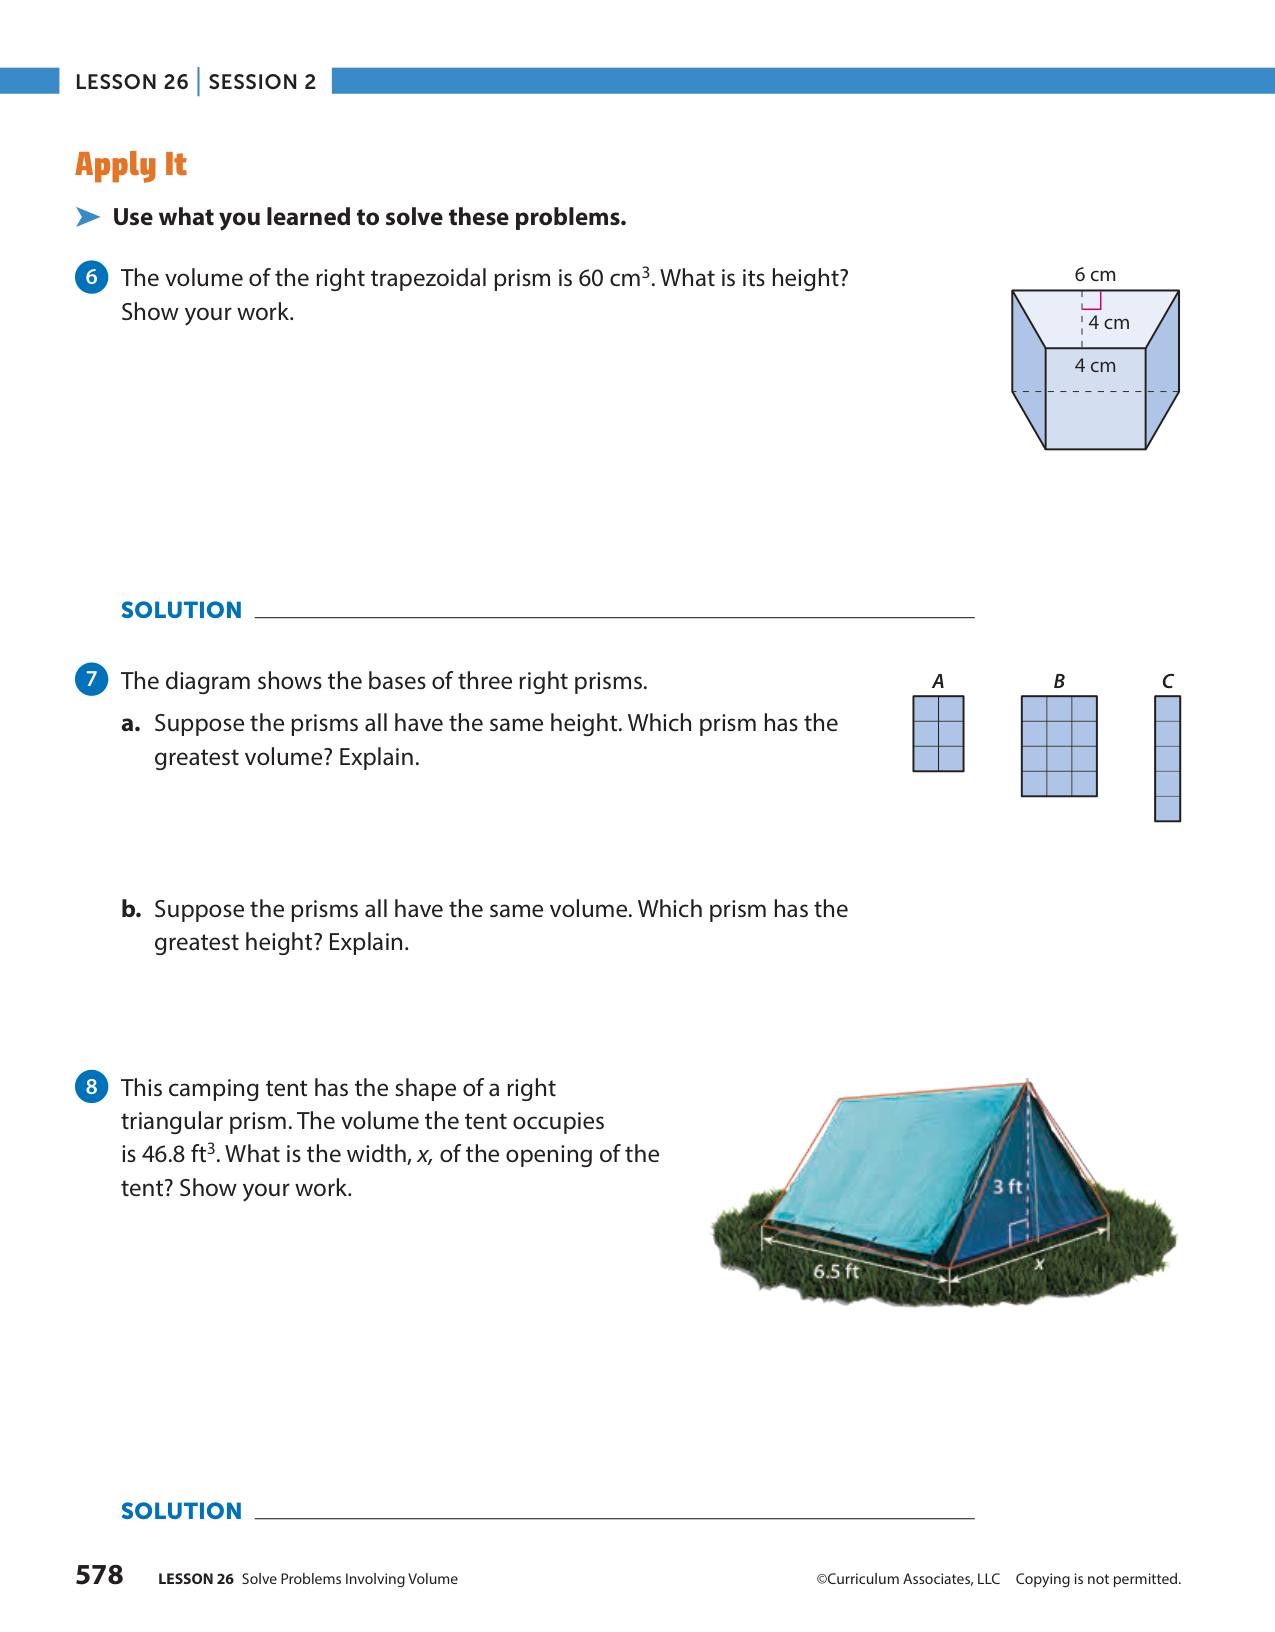 LESSON 26 | SESSION 2
Apply It
Use what you learned to solve these problems.
6 The volume of the right trapezoidal prism is 60 cm³. What is its height?
Show your work.
6 cm
4 cm
4 cm
SOLUTION
7 The diagram shows the bases of three right prisms.
a. Suppose the prisms all have the same height. Which prism has the
greatest volume? Explain.
A B C
b. Suppose the prisms all have the same volume. Which prism has the
greatest height? Explain.
8 This camping tent has the shape of a right
triangular prism. The volume the tent occupies
is 46.8 ft³. What is the width, x, of the opening of the
tent? Show your work.
3 ft
6.5 ft
x
SOLUTION
578 LESSON 26 Solve Problems Involving Volume
©Curriculum Associates, LLC Copying is not permitted.